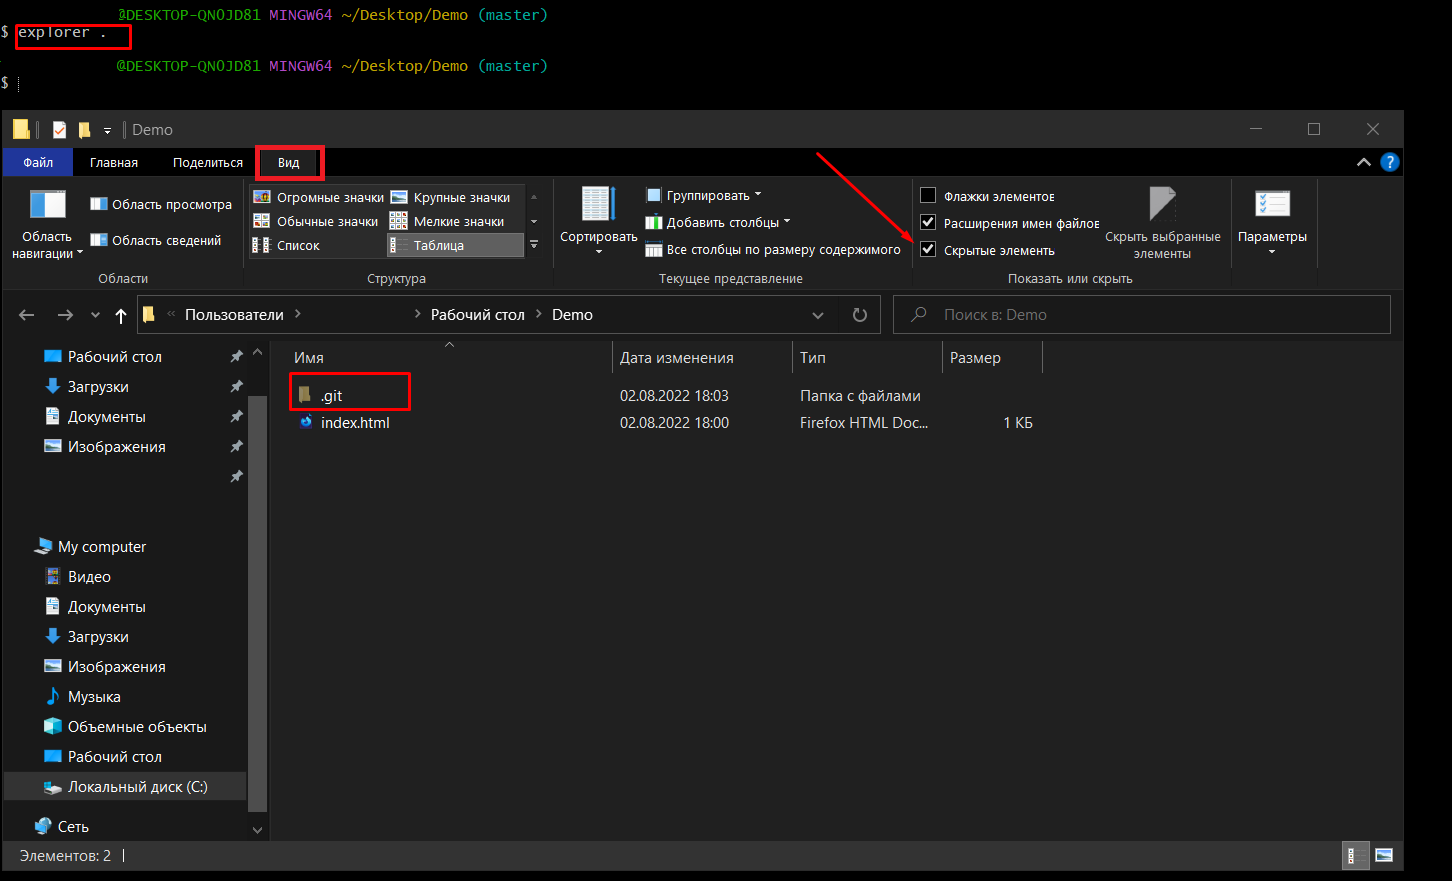 @DESKTOP-QNOJD81 MINGW64 ~/Desktop/Demo (master)
$ explorer .
@DESKTOP-QNOJD81 MINGW64 ~/Desktop/Demo (master)
$
Demo
Файл Главная Поделиться Вид
Область навигации
Область просмотра
Область сведений
Области
Огромные значки Крупные значки
Обычные значки Мелкие значки
Список Таблица
Структура
Сортировать
Группировать
Добавить столбцы
Все столбцы по размеру содержимого
Текущее представление
Флажки элементов
Расширения имен файлов
Скрытые элементы
Скрыть выбранные
элементы
Показать или скрыть
Параметры
« Пользователи > > Рабочий стол > Demo
Поиск в: Demo
Имя Дата изменения Тип Размер
.git 02.08.2022 18:03 Папка с файлами
index.html 02.08.2022 18:00 Firefox HTML Doc... 1 КБ
Рабочий стол
Загрузки
Документы
Изображения
My computer
Видео
Документы
Загрузки
Изображения
Музыка
Объемные объекты
Рабочий стол
Локальный диск (C:)
Сеть
Элементов: 2